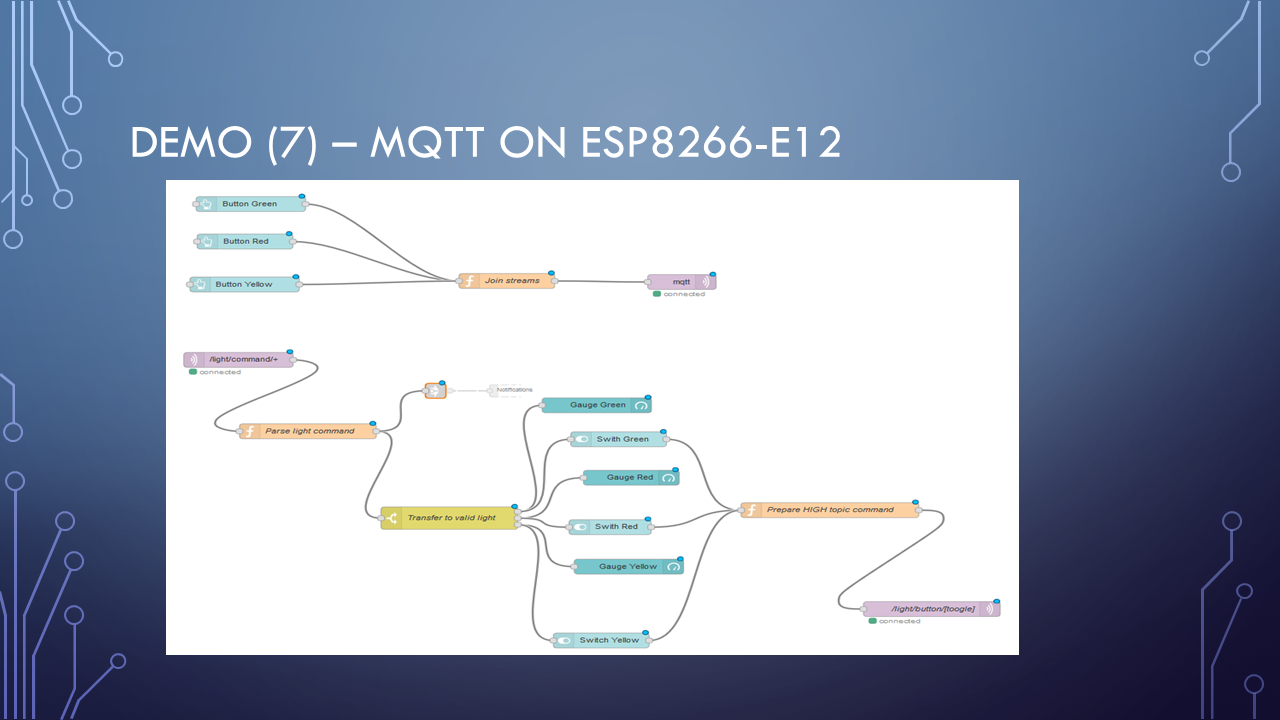 DEMO (7) – MQTT ON ESP8266-E12
Button Green
Button Red
Button Yellow
Join streams
mqtt
connected
/light/command/+
connected
Notifications
Parse light command
Gauge Green
Swith Green
Gauge Red
Transfer to valid light
Swith Red
Gauge Yellow
Switch Yellow
Prepare HIGH topic command
/light/button/[toogle]
connected